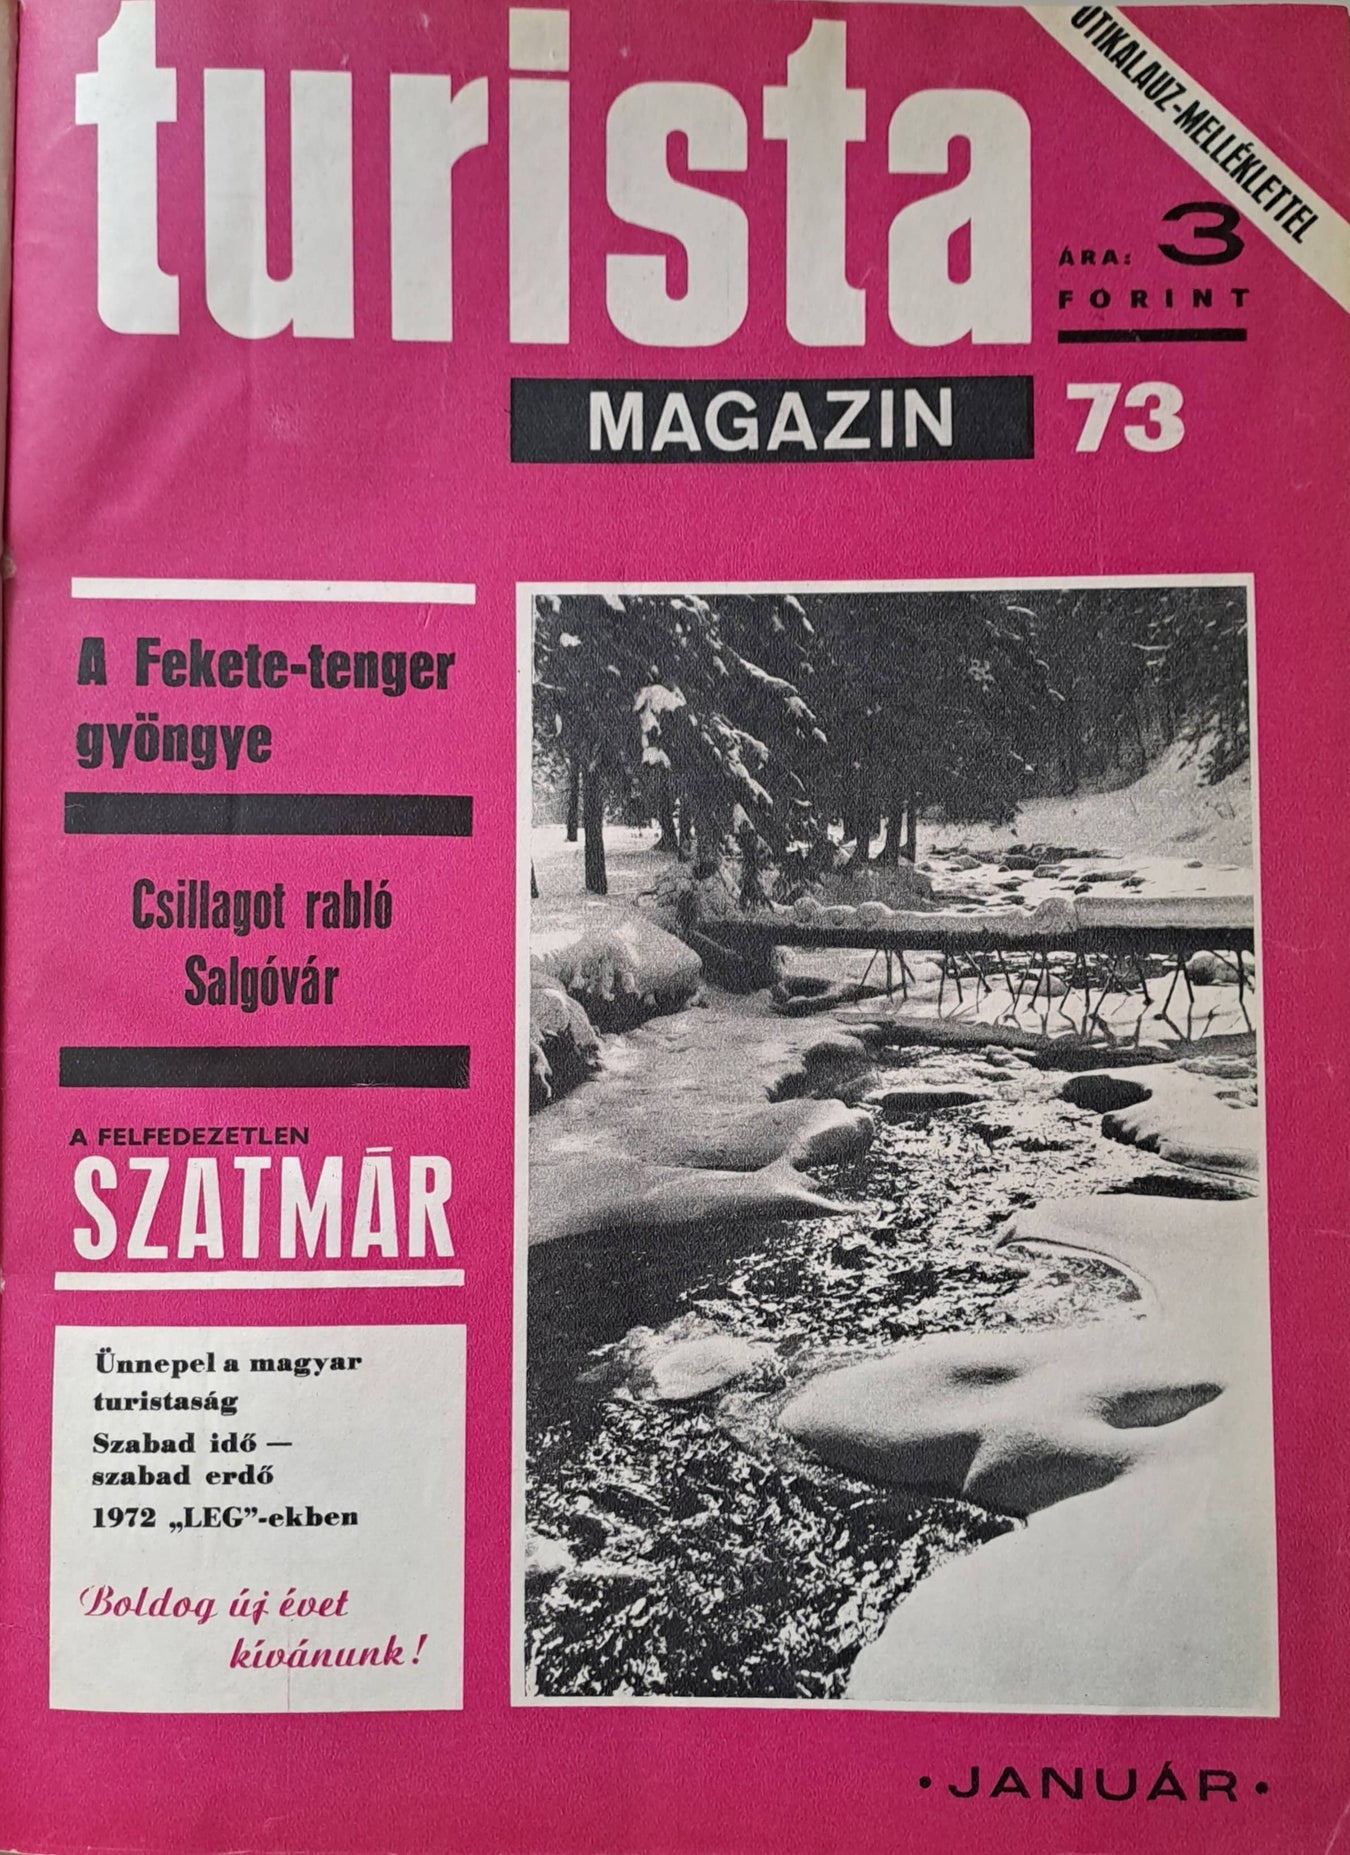 turista
ÚTIKALAUZ-MELLÉKLETTEL
ÁRA: 3
FORINT
MAGAZIN 73
A Fekete-tenger
gyöngye
Csillagot rabló
Salgóvár
A FELFEDEZETLEN
SZATMÁR
Ünnepel a magyar
turistaság
Szabad idő —
szabad erdő
1972 „LEG”-ekben
Boldog új évet
kívánunk!
• JANUÁR •